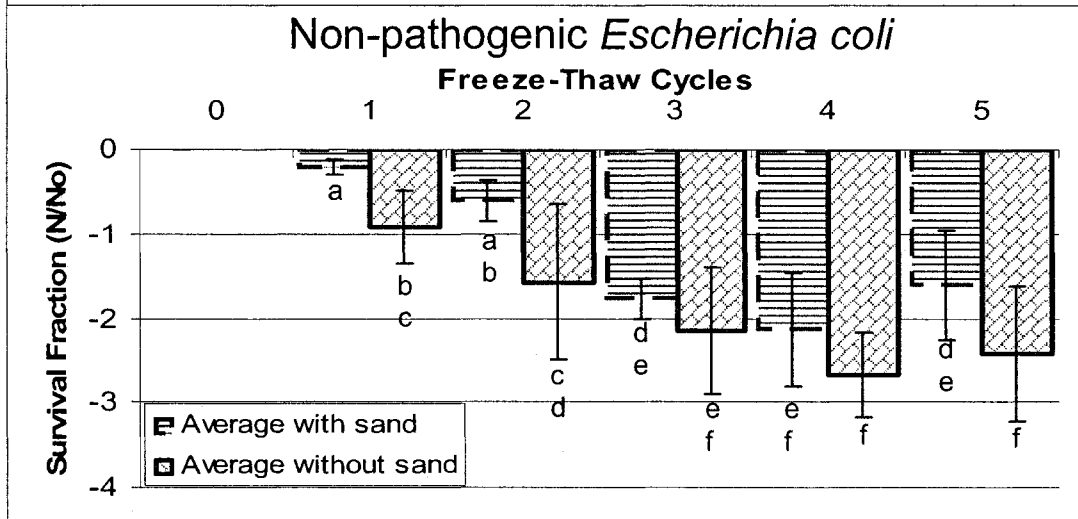 Non-pathogenic Escherichia coli
Freeze-Thaw Cycles
0 1 2 3 4 5
Survival Fraction (N/No)
0
-1
-2
-3
-4
a
b
c
a
b
c
d
d
e
e
f
e
f
f
d
e
f
Average with sand
Average without sand